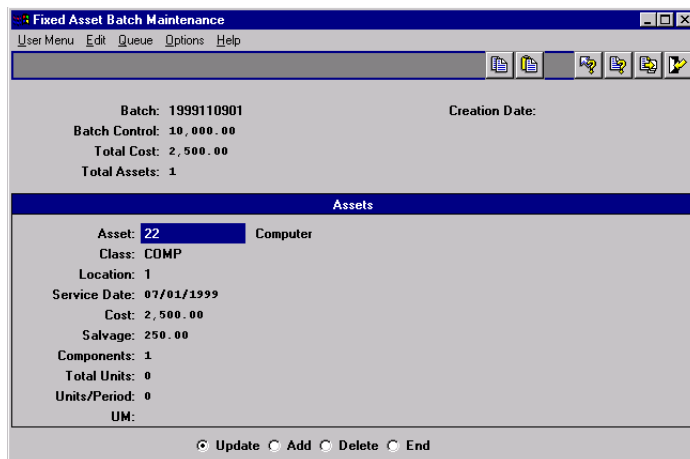 Fixed Asset Batch Maintenance
User Menu Edit Queue Options Help
Batch: 1999110901 Creation Date:
Batch Control: 10,000.00
Total Cost: 2,500.00
Total Assets: 1
Assets
Asset: 22 Computer
Class: COMP
Location: 1
Service Date: 07/01/1999
Cost: 2,500.00
Salvage: 250.00
Components: 1
Total Units: 0
Units/Period: 0
UM:
Update Add Delete End